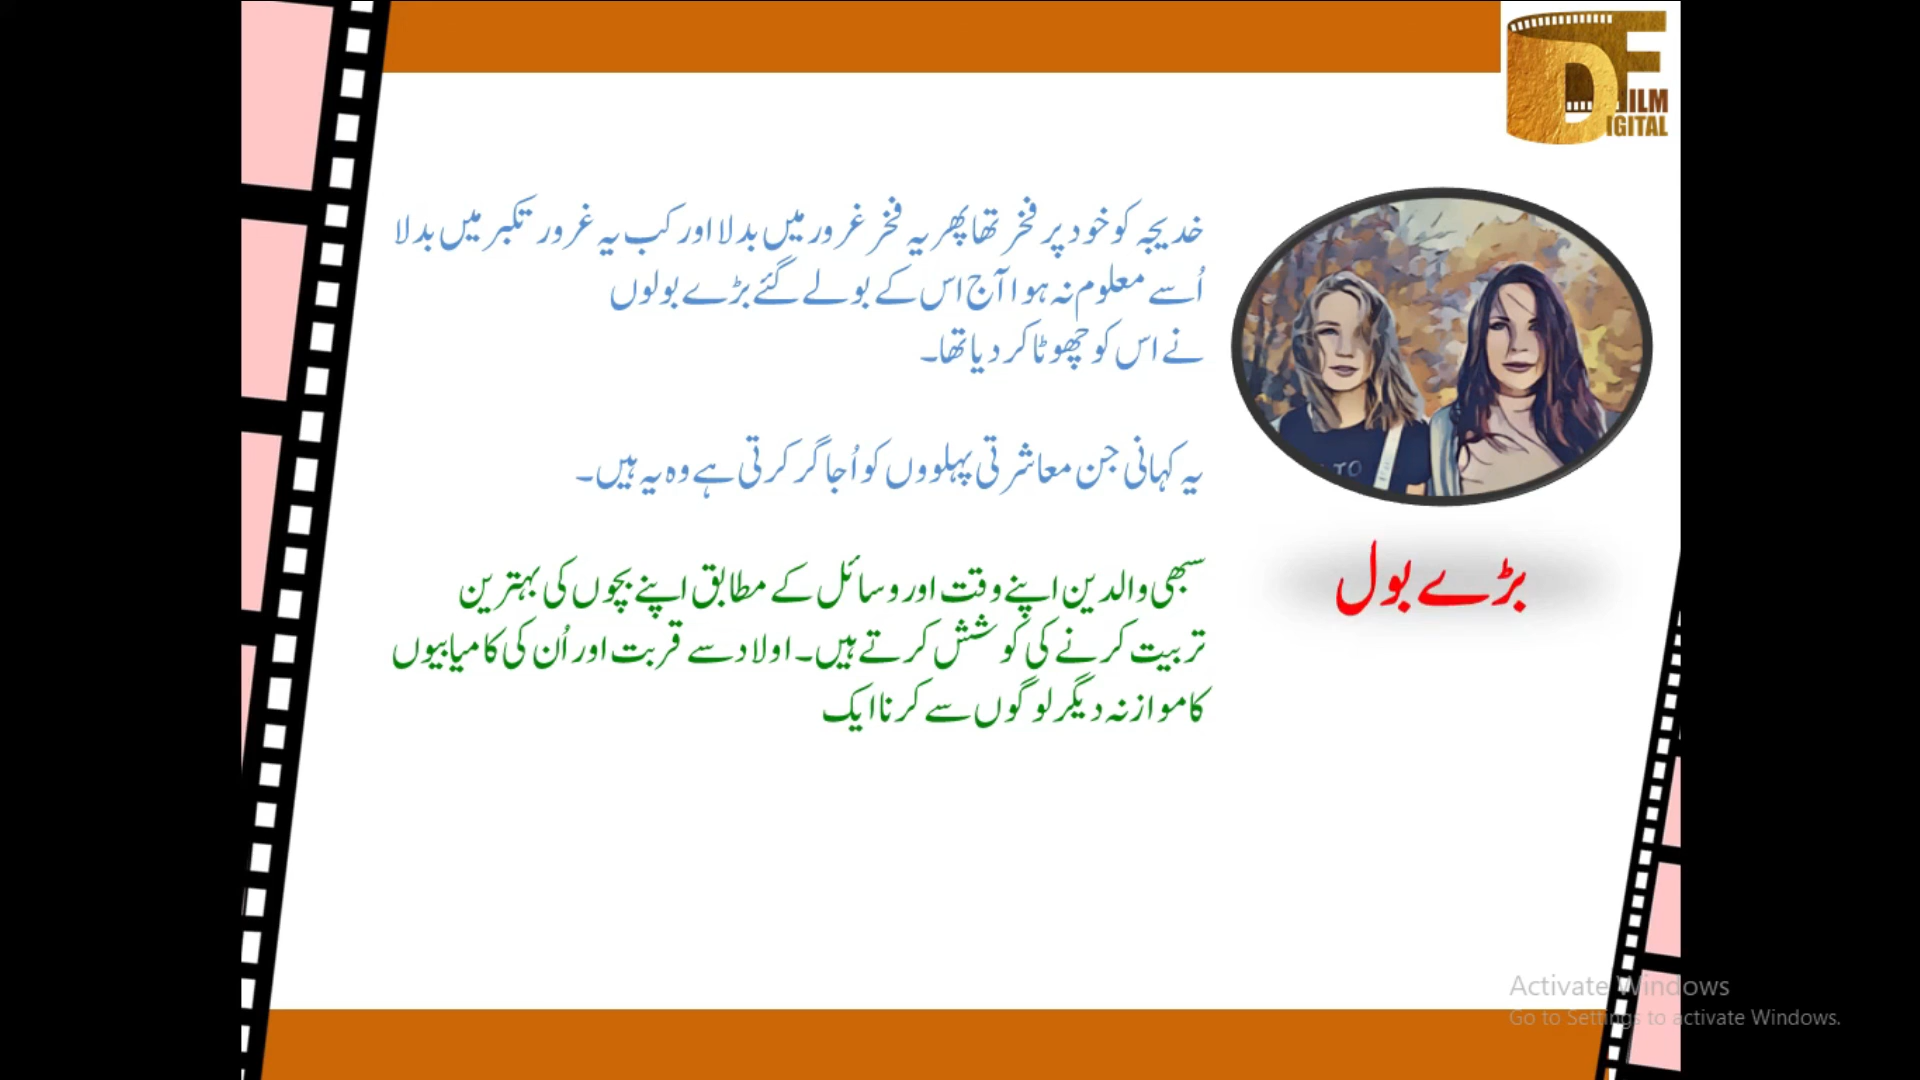 FILM
DIGITAL
خدیجہ کو خود پر فخر تھا پھر یہ فخر غرور میں بدلا اور کب یہ غرور تکبر میں بدلا
اُسے معلوم نہ ہوا آج اس کے بولے گئے بڑے بولوں
نے اس کو چھوٹا کر دیا تھا۔
یہ کہانی جن معاشرتی پہلووں کو اُجاگر کرتی ہے وہ یہ ہیں۔
سبھی والدین اپنے وقت اور وسائل کے مطابق اپنے بچوں کی بہترین
تربیت کرنے کی کوشش کرتے ہیں۔ اولاد سے قربت اور اُن کی کامیابیوں
کا موازنہ دیگر لوگوں سے کرنا ایک
بڑے بول
TO
Activate Windows
Go to Settings to activate Windows.